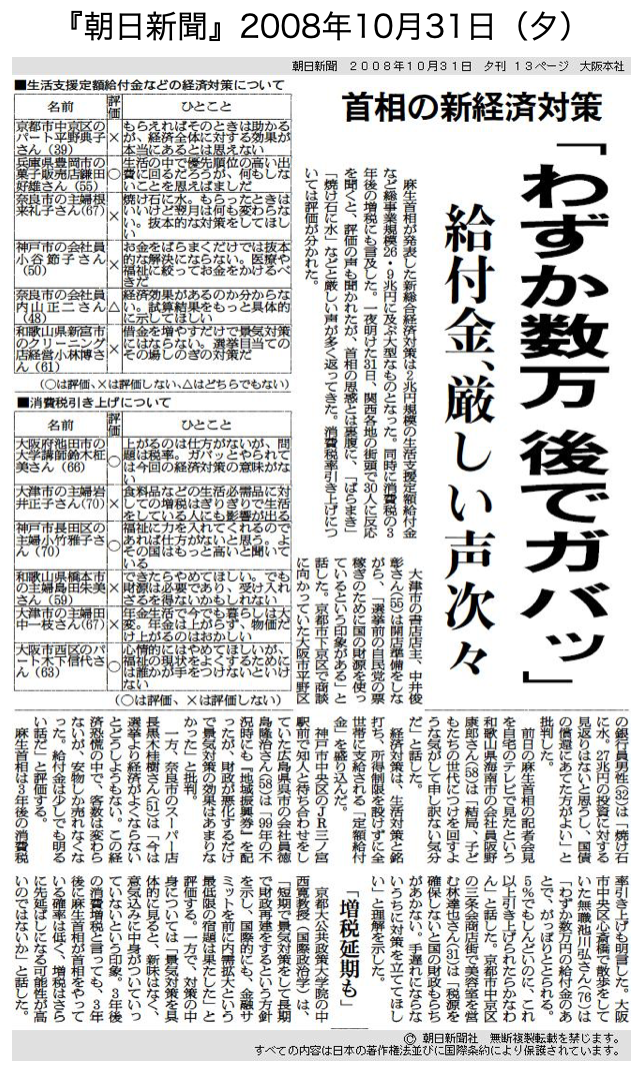 『朝日新聞』2008年10月31日（夕）
朝日新聞　2008年10月31日　夕刊　13ページ　大阪本社
首相の新経済対策
「わずか数万 後でガバッ」
給付金、厳しい声次々
■生活支援定額給付金などの経済対策について
名前　評価　ひとこと
京都市中京区のパート平野典子さん（39）　×　もらえればそのときは助かるが、経済全体に対する効果が本当にあるとは思えない
兵庫県豊岡市の菓子販売店鎌田好雄さん（55）　○　生活の中で優先順位の高い出費に回るだろうが、何もしないことを思えばましだ
奈良市の主婦根来礼子さん（67）　×　焼け石に水。もらったときはいいけど翌月は何も変わらない。抜本的な対策をしてほしい
神戸市の会社員小谷節子さん（50）　×　お金をばらまくだけでは抜本的な解決にならない。医療や福祉に絞ってお金をかけるべきだ
奈良市の会社員内山正二さん（48）　△　経済効果があるのか分からない。試算結果をもっと具体的に示してほしい
和歌山県新宮市のクリーニング店経営小林博さん（61）　×　借金を増やすだけで景気対策にはならない。選挙目当てのその場しのぎの対策だ
（○は評価、×は評価しない、△はどちらでもない）
■消費税引き上げについて
名前　評価　ひとこと
大阪府池田市の大学講師鈴木枉美さん（66）　○　上がるのは仕方がないが、問題は税率。ガバッとやられては今回の経済対策の意味がない
大津市の主婦岩井正子さん（70）　×　食料品などの生活必需品に対しての増税はぎりぎりで生活をしている人にも影響が出る
神戸市長田区の主婦小竹雅子さん（70）　○　福祉に力を入れてくれるのであれば仕方がないと思う。よその国はもっと高いと聞いている
和歌山県橋本市の主婦島田朱美さん（59）　×　できたらやめてほしい。でも財源は必要であり、受け入れざるを得ないかもしれない
大津市の主婦田中一枝さん（67）　×　年金生活で今でも暮らしは大変。年金は上がらず、物価だけ上がるのはおかしい
大阪市西区のパート木下信代さん（63）　○　心情的にはやめてほしいが、福祉の現状をよくするためには誰かが手をつけないといけない
（○は評価、×は評価しない）
麻生首相が発表した新総合経済対策は2兆円規模の生活支援定額給付金
など総事業規模26・9兆円に及ぶ大型なものとなった。同時に消費税の3
年後の増税にも言及した。一夜明けた31日、関西各地の街頭で30人に反応
を聞くと、評価の声も聞かれたが、首相の思惑とは裏腹に、「ばらまき」
「焼け石に水」などと厳しい声が多く返ってきた。消費税率引き上げにつ
いては評価が分かれた。
大津市の書店店主、中井俊
彰さん（55）は開店準備をしな
がら、「選挙前の自民党の票
稼ぎのために国の財源を使っ
ているという印象がある」と
話した。京都市下京区で商談
に向かっていた大阪市平野区
の銀行員男性（32）は「焼け石
に水。27兆円の投資に対する
見返りはないと思うし、国債
の償還にあてた方がよい」と
批判した。
前日の麻生首相の記者会見
を自宅のテレビで見たという
和歌山県海南市の会社員阪野
康郎さん（58）は「結局、子ど
もたちの世代につけを回すよ
うな気がして申し訳ない気分
だ」と話した。
経済対策は、生活対策と銘
打ち、所得制限を設けずに全
世帯に支給される「定額給付
金」を盛り込んだ。
神戸市中央区のJR三ノ宮
駅前で知人と待ち合わせをし
ていた広島県呉市の会社員徳
島隆治さん（28）は「99年の不
況時にも『地域振興券』を配
ったが、財政が悪化するだけ
で景気対策の効果はあまりな
かった」と批判。
一方、奈良市のスーパー店
長黒木桂樹さん（51）は「今は
選挙より経済がよくならない
とどうしようもない。この経
済恐慌の中で、客数は変わら
ないが、安物しか売れなくな
った。給付金は少しでも明る
い話だ」と評価する。
麻生首相は3年後の消費税
率引き上げも明言した。大阪
市中央区心斎橋で散歩をして
いた無職池川弘さん（76）は
「わずか数万円の給付金のあ
とで、がっぽりととられる。
5％でもしんどいのに、これ
以上引き上げられたらかなわ
ん」と話した。京都市中京区
の三条会商店街で美容室を営
む林達也さん（31）は「税源を
確保しないと国の財政もらち
があかない。手遅れにならな
いうちに対策を立ててほし
い」と理解を示した。
「増税延期も」
京都大公共政策大学院の中
西寛教授（国際政治学）は、
「短期で景気対策をして長期
で財政再建をするという方針
を示し、国際的にも、金融サ
ミットを前に内需拡大という
最低限の宿題は果たした」と
評価する。一方で、対策の中
身については「景気対策を具
体的に見ると、新味はなく、
意気込みに中身がついていっ
ていないという印象。3年後
の消費増税と言っても、3年
後に麻生首相が首相をやって
いる確率は低く、増税はさら
に先延ばしになる可能性が高
いのではないか」と話した。
© 朝日新聞社　無断複製転載を禁じます。
すべての内容は日本の著作権法並びに国際条約により保護されています。